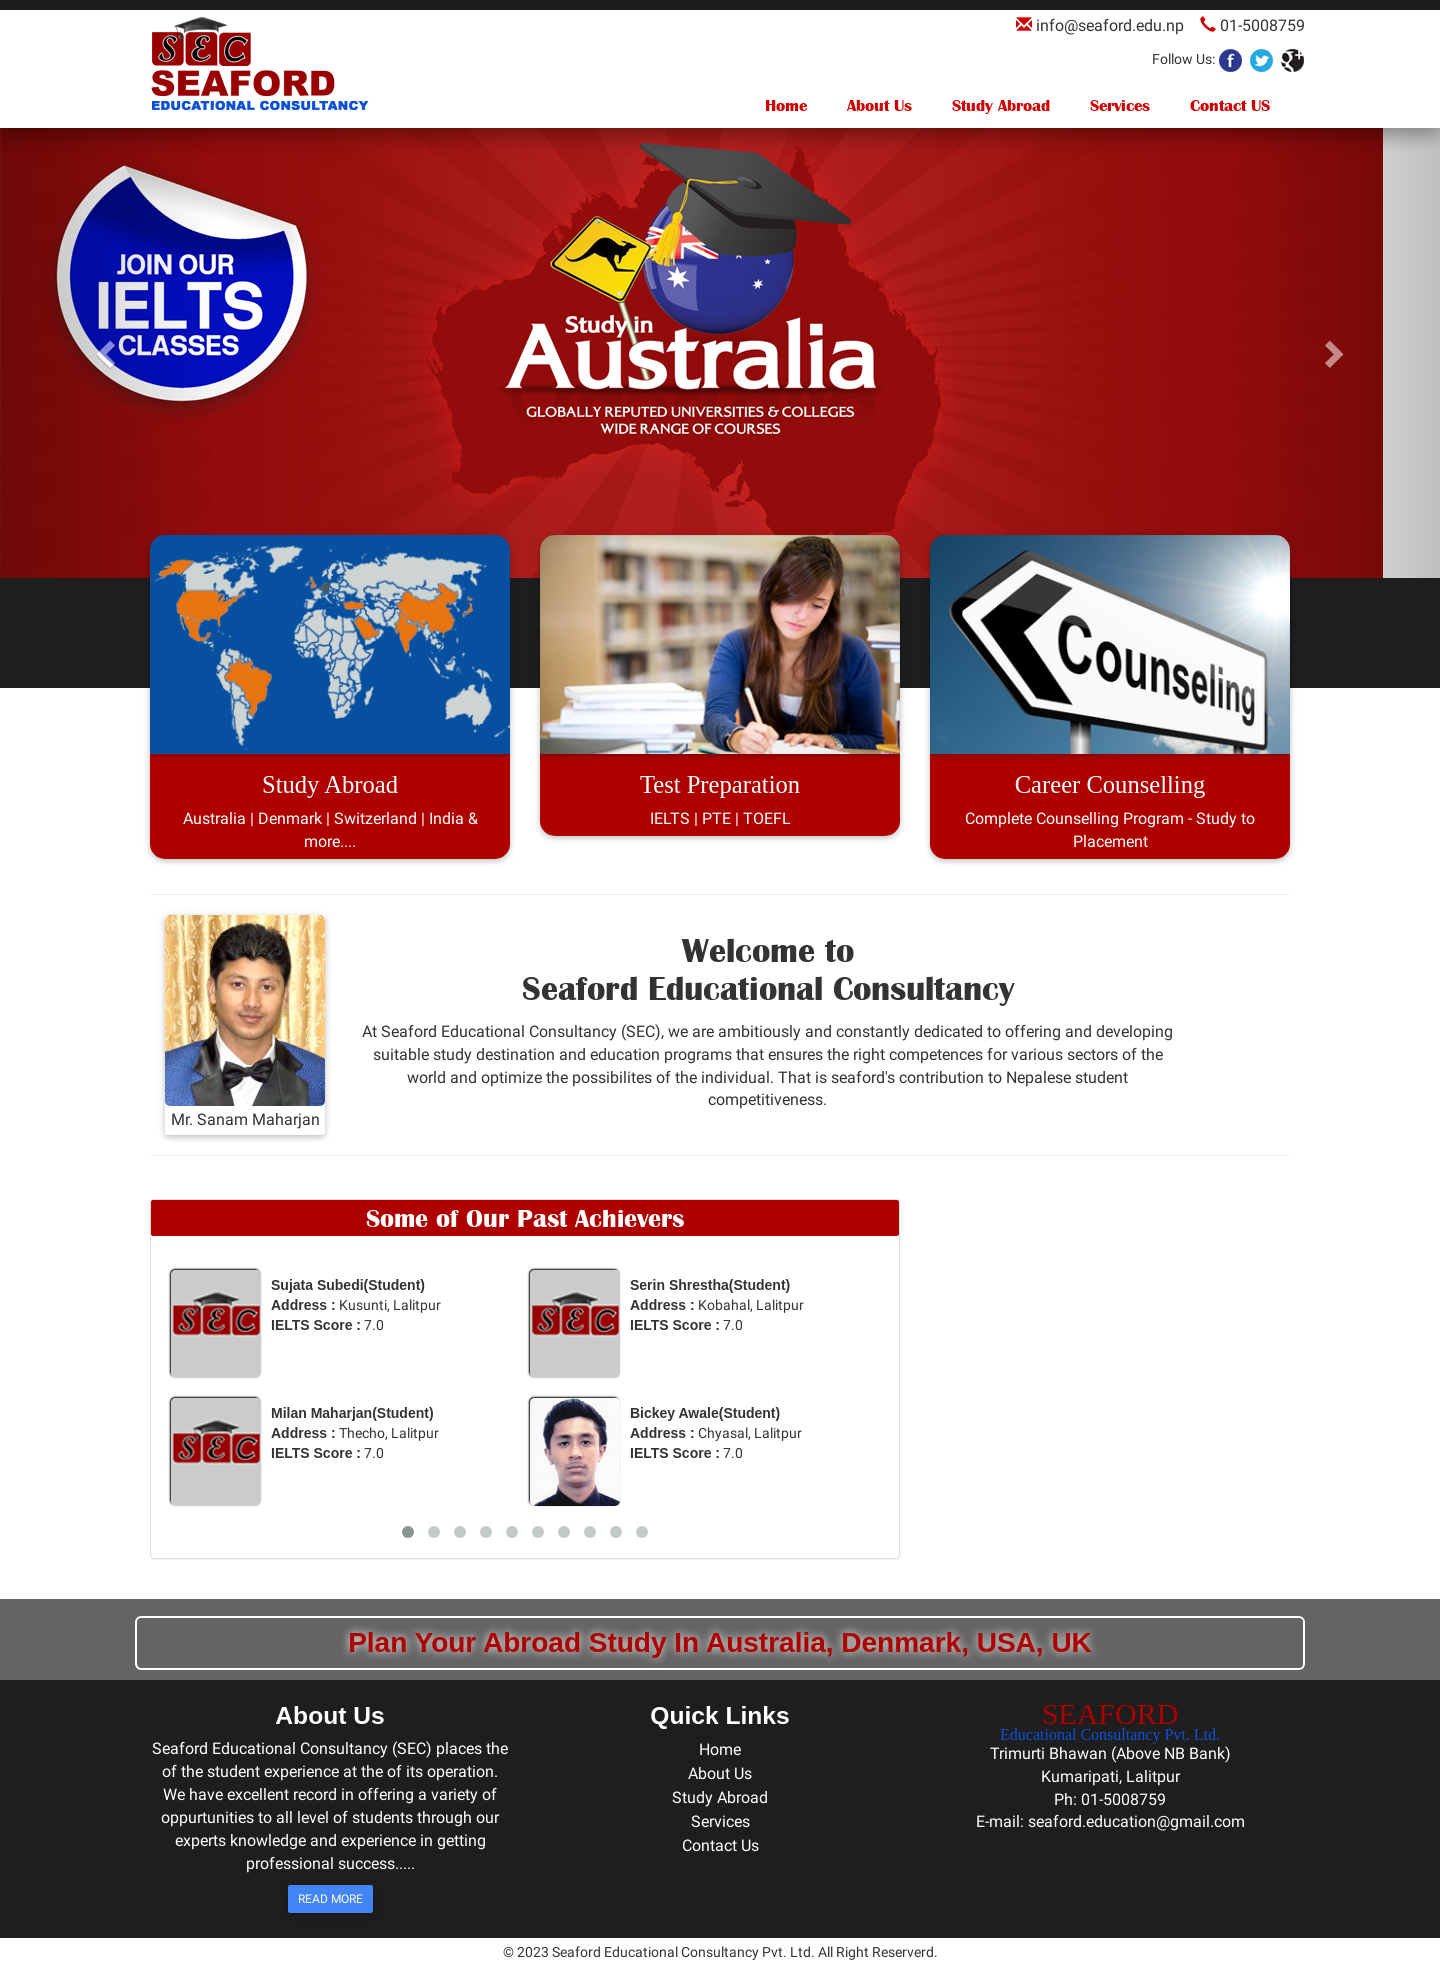 info@seaford.edu.np 01-5008759
SEC
SEAFORD
EDUCATIONAL CONSULTANCY
Follow Us:
Home About Us Study Abroad Services Contact US
JOIN OUR
IELTS
CLASSES
Study in
Australia
GLOBALLY REPUTED UNIVERSITIES & COLLEGES
WIDE RANGE OF COURSES
Counseling
Study Abroad
Australia | Denmark | Switzerland | India &
more....
Test Preparation
IELTS | PTE | TOEFL
Career Counselling
Complete Counselling Program - Study to
Placement
Mr. Sanam Maharjan
Welcome to
Seaford Educational Consultancy
At Seaford Educational Consultancy (SEC), we are ambitiously and constantly dedicated to offering and developing
suitable study destination and education programs that ensures the right competences for various sectors of the
world and optimize the possibilites of the individual. That is seaford's contribution to Nepalese student
competitiveness.
Some of Our Past Achievers
SEC
Sujata Subedi(Student)
Address : Kusunti, Lalitpur
IELTS Score : 7.0
SEC
Serin Shrestha(Student)
Address : Kobahal, Lalitpur
IELTS Score : 7.0
SEC
Milan Maharjan(Student)
Address : Thecho, Lalitpur
IELTS Score : 7.0
Bickey Awale(Student)
Address : Chyasal, Lalitpur
IELTS Score : 7.0
Plan Your Abroad Study In Australia, Denmark, USA, UK
About Us
Seaford Educational Consultancy (SEC) places the
of the student experience at the of its operation.
We have excellent record in offering a variety of
oppurtunities to all level of students through our
experts knowledge and experience in getting
professional success.....
READ MORE
Quick Links
Home
About Us
Study Abroad
Services
Contact Us
SEAFORD
Educational Consultancy Pvt. Ltd.
Trimurti Bhawan (Above NB Bank)
Kumaripati, Lalitpur
Ph: 01-5008759
E-mail: seaford.education@gmail.com
© 2023 Seaford Educational Consultancy Pvt. Ltd. All Right Reserverd.